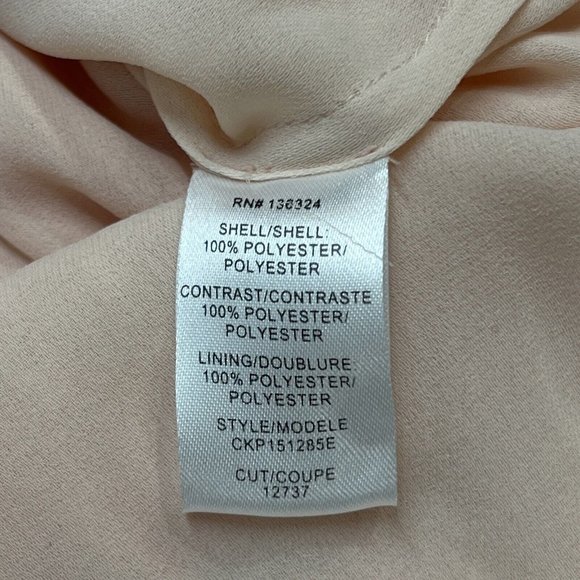 RN# 136324
SHELL/SHELL:
100% POLYESTER/
POLYESTER
CONTRAST/CONTRASTE
100% POLYESTER/
POLYESTER
LINING/DOUBLURE:
100% POLYESTER/
POLYESTER
STYLE/MODELE
CKP151285E
CUT/COUPE
12737